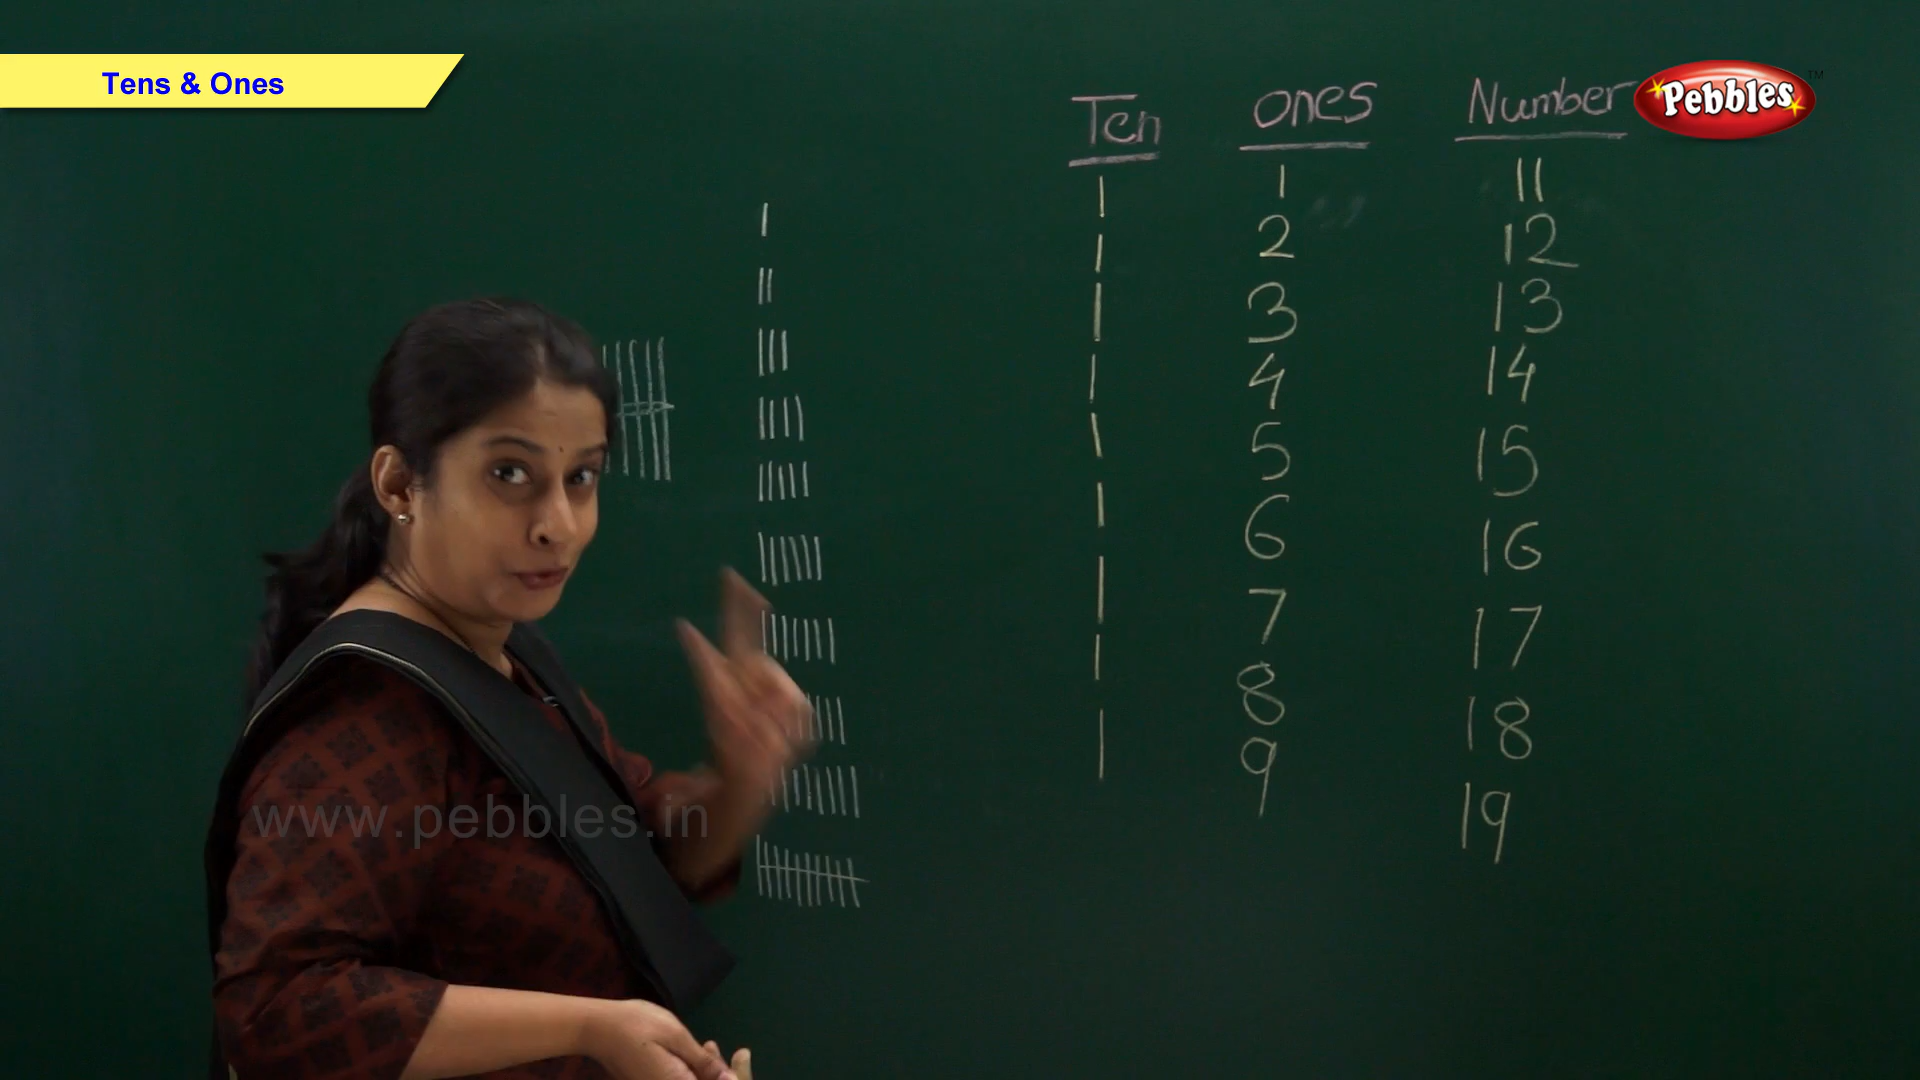 Tens & Ones
Pebbles TM
Ten ones Number
1 1 11
1 2 12
1 3 13
1 4 14
1 5 15
1 6 16
1 7 17
1 8 18
1 9 19
www.pebbles.in